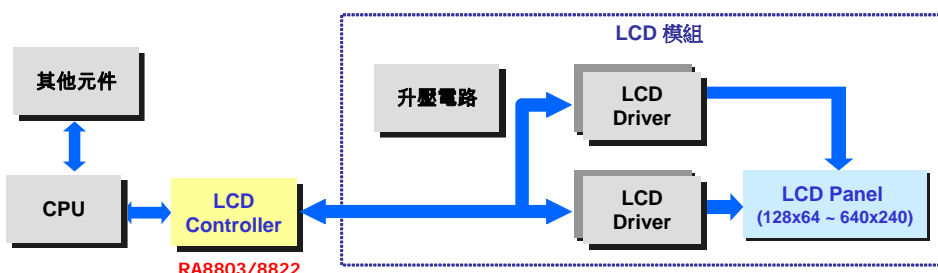 LCD 模組
其他元件
升壓電路
LCD
Driver
CPU
LCD
Controller
LCD
Driver
LCD Panel
(128x64 ~ 640x240)
RA8803/8822